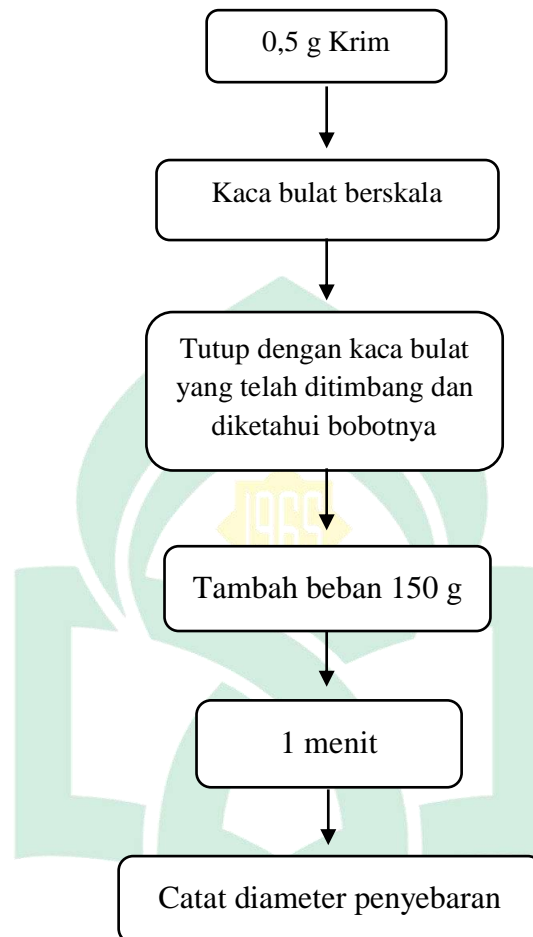 0,5 g Krim
Kaca bulat berskala
Tutup dengan kaca bulat
yang telah ditimbang dan
diketahui bobotnya
1965
Tambah beban 150 g
1 menit
Catat diameter penyebaran